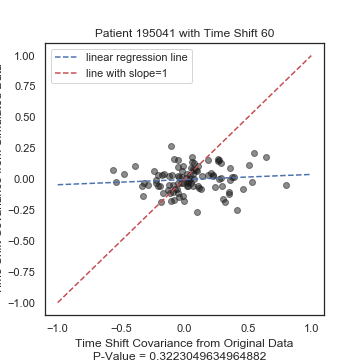 Patient 195041 with Time Shift 60
linear regression line
line with slope=1
1.00
0.75
0.50
0.25
0.00
−0.25
−0.50
−0.75
−1.00
−1.0
−0.5
0.0
0.5
1.0
Time Shift Covariance from Original Data
P-Value = 0.3223049634964882